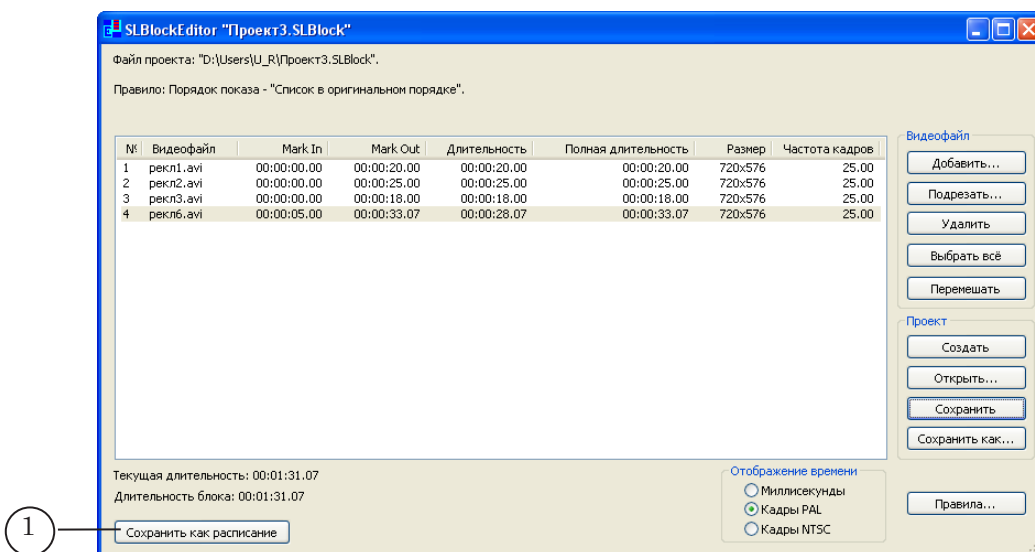 SLBlockEditor "Проект3.SLBlock"
Файл проекта: "D:\Users\U_R\Проект3.SLBlock".
Правило: Порядок показа - "Список в оригинальном порядке".
№ Видеофайл Mark In Mark Out Длительность Полная длительность Размер Частота кадров
1 рекл1.avi 00:00:00.00 00:00:20.00 00:00:20.00 00:00:20.00 720x576 25.00
2 рекл2.avi 00:00:00.00 00:00:25.00 00:00:25.00 00:00:25.00 720x576 25.00
3 рекл3.avi 00:00:00.00 00:00:18.00 00:00:18.00 00:00:18.00 720x576 25.00
4 рекл6.avi 00:00:05.00 00:00:33.07 00:00:28.07 00:00:33.07 720x576 25.00
Видеофайл
Добавить...
Подрезать...
Удалить
Выбрать всё
Перемешать
Проект
Создать
Открыть...
Сохранить
Сохранить как...
Текущая длительность: 00:01:31.07
Длительность блока: 00:01:31.07
Отображение времени
Миллисекунды
Кадры PAL
Кадры NTSC
Правила...
1
Сохранить как расписание